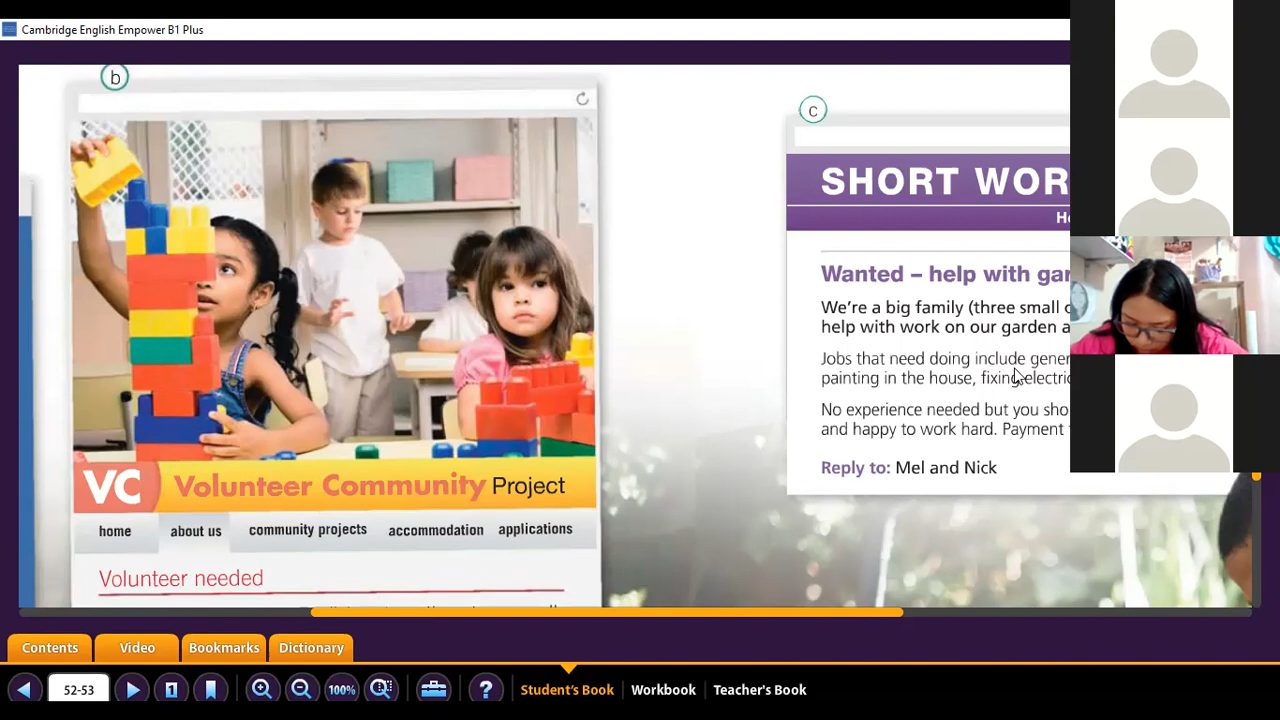 Cambridge English Empower B1 Plus
b
VC Volunteer Community Project
home about us community projects accommodation applications
Volunteer needed
c
SHORT WOR
Wanted – help with gar
We're a big family (three small
help with work on our garden a
Jobs that need doing include gener
painting in the house, fixing electric
No experience needed but you sho
and happy to work hard. Payment
Reply to: Mel and Nick
Contents Video Bookmarks Dictionary
52-53 1 100% ? Student's Book Workbook Teacher's Book